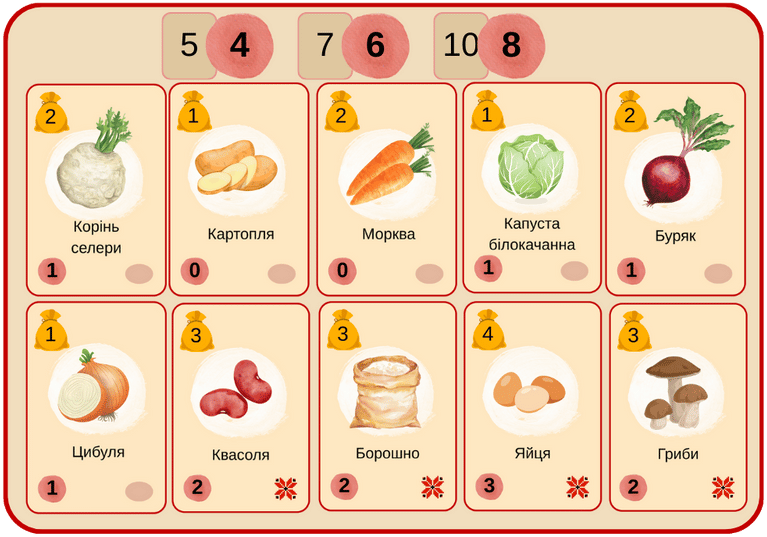 5 4 7 6 10 8
2
Корінь
селери
1
1
Картопля
0
2
Морква
0
1
Капуста
білокачанна
1
2
Буряк
1
1
Цибуля
1
3
Квасоля
2
3
Борошно
2
4
Яйця
3
3
Гриби
2